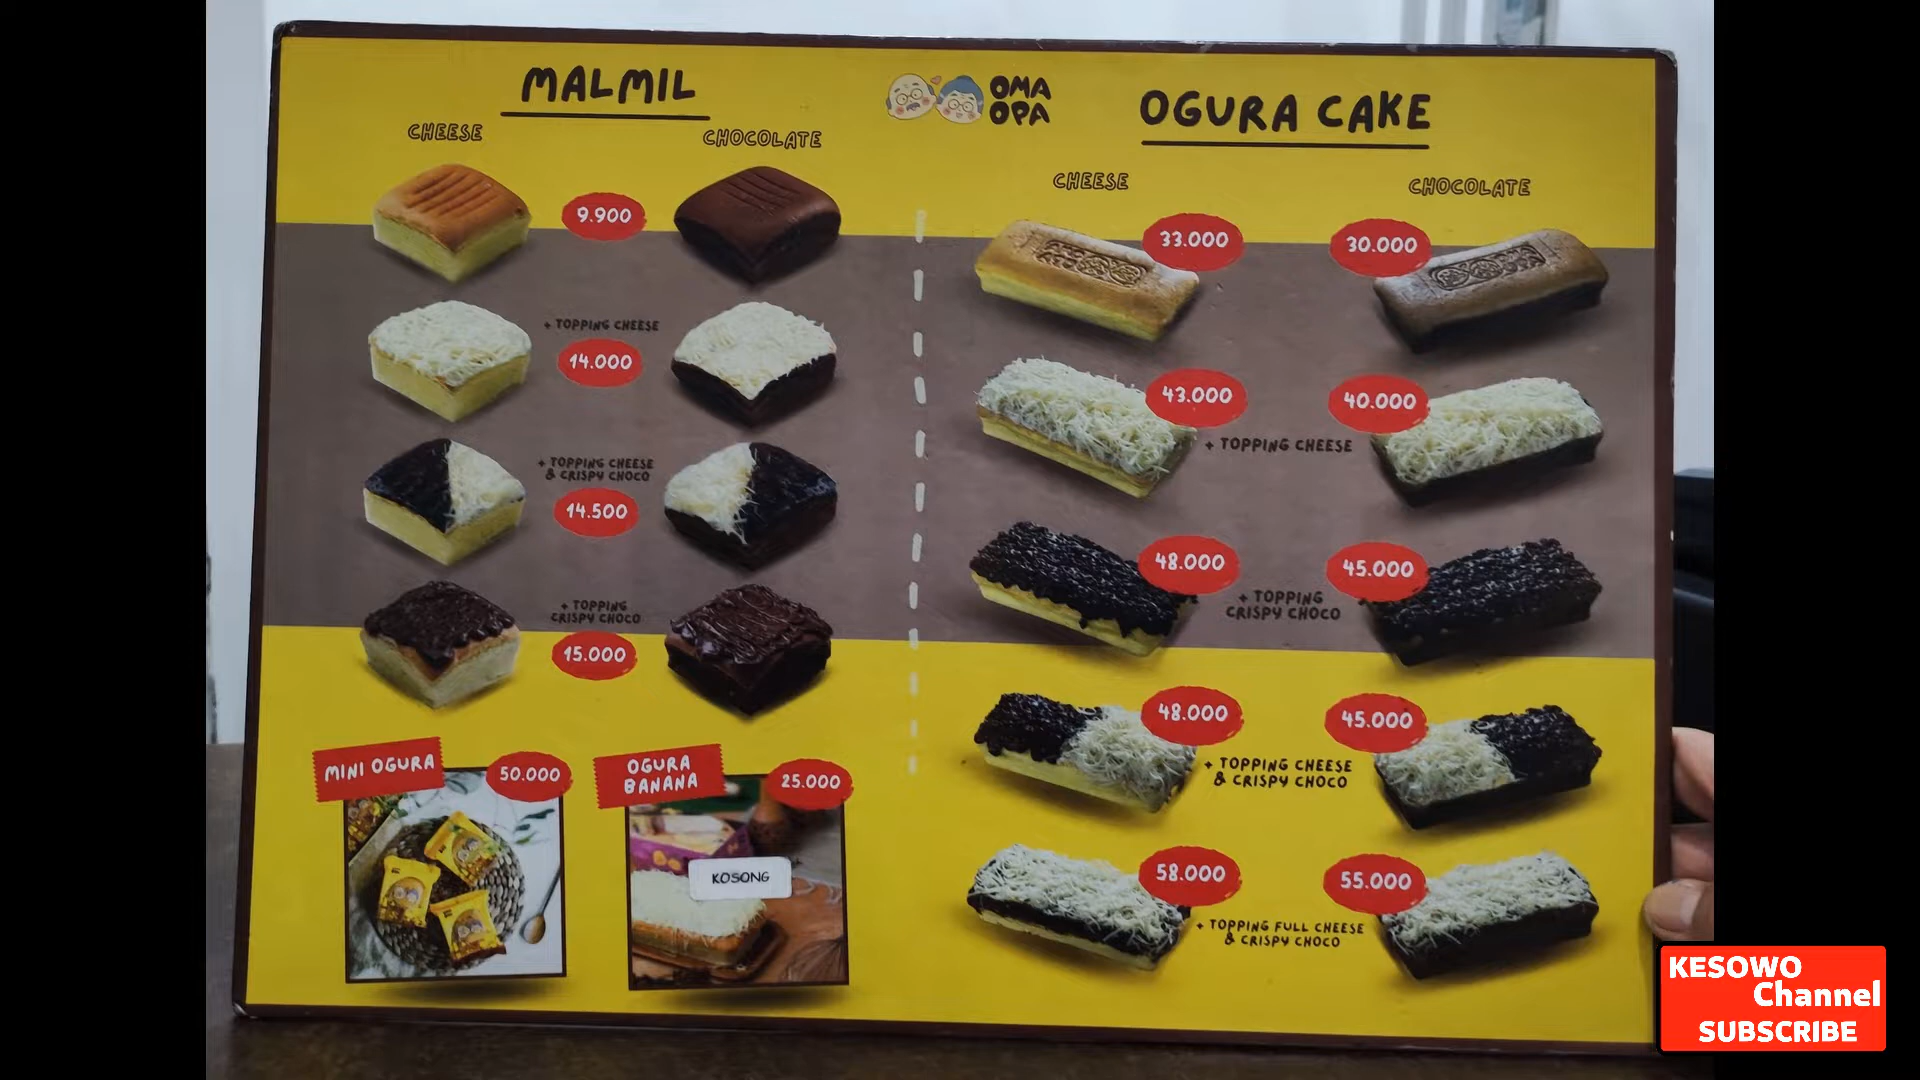 MALMIL
CHEESE
CHOCOLATE
9.900
+ TOPPING CHEESE
14.000
+ TOPPING CHEESE
& CRISPY CHOCO
14.500
+ TOPPING
CRISPY CHOCO
15.000
MINI OGURA
50.000
OGURA
BANANA
25.000
KOSONG
OMA
OPA
OGURA CAKE
CHEESE
CHOCOLATE
33.000
30.000
43.000
40.000
+ TOPPING CHEESE
48.000
45.000
+ TOPPING
CRISPY CHOCO
48.000
45.000
+ TOPPING CHEESE
& CRISPY CHOCO
58.000
55.000
+ TOPPING FULL CHEESE
& CRISPY CHOCO
KESOWO
Channel
SUBSCRIBE